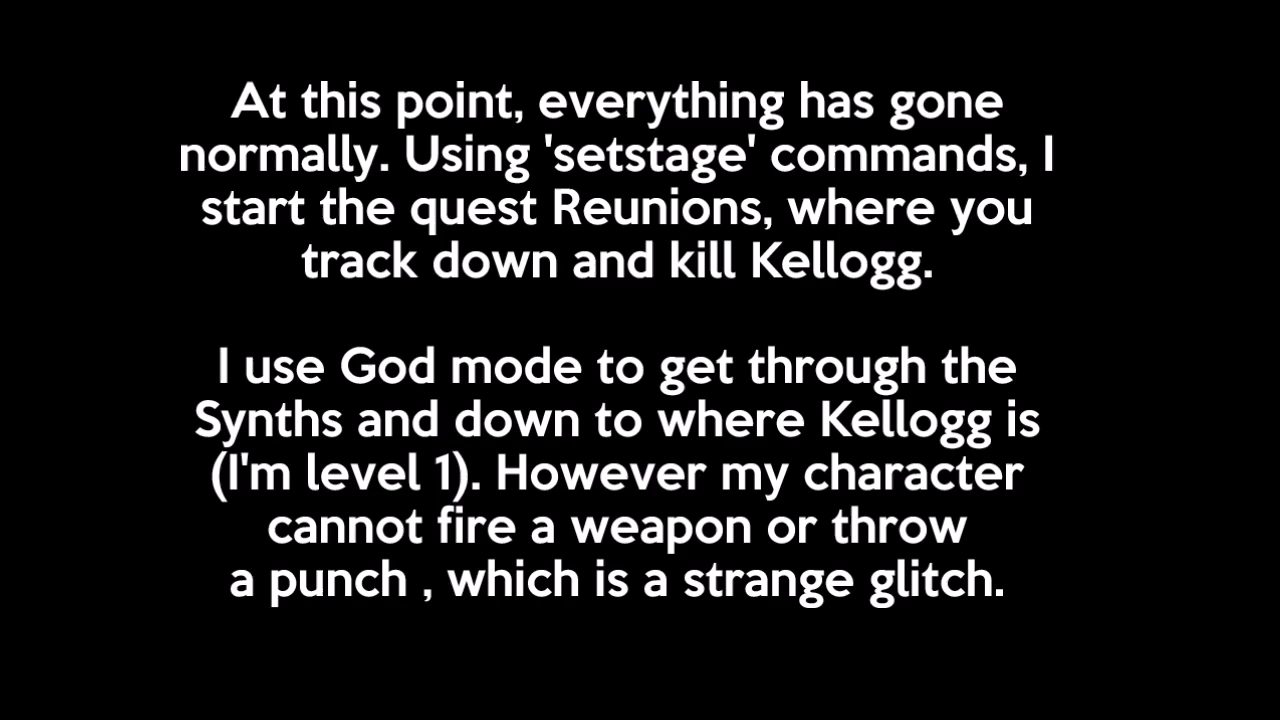 At this point, everything has gone
normally. Using 'setstage' commands, I
start the quest Reunions, where you
track down and kill Kellogg.
I use God mode to get through the
Synths and down to where Kellogg is
(I'm level 1). However my character
cannot fire a weapon or throw
a punch , which is a strange glitch.